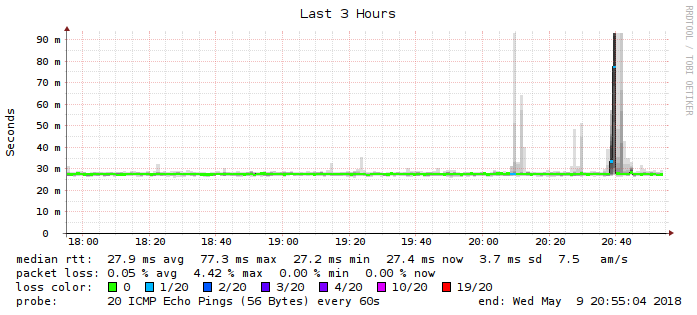 Last 3 Hours
RRDTOOL / TOBI OETIKER
Seconds
90 m
80 m
70 m
60 m
50 m
40 m
30 m
20 m
10 m
0
18:00 18:20 18:40 19:00 19:20 19:40 20:00 20:20 20:40
median rtt: 27.9 ms avg 77.3 ms max 27.2 ms min 27.4 ms now 3.7 ms sd 7.5 am/s
packet loss: 0.05 % avg 4.42 % max 0.00 % min 0.00 % now
loss color: 0 1/20 2/20 3/20 4/20 10/20 19/20
probe: 20 ICMP Echo Pings (56 Bytes) every 60s end: Wed May 9 20:55:04 2018